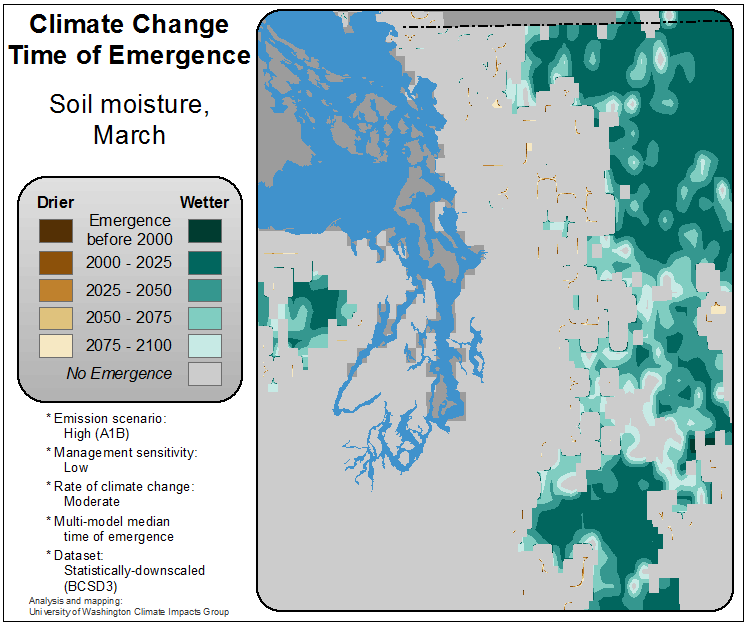 Climate Change
Time of Emergence
Soil moisture,
March
Drier Wetter
Emergence
before 2000
2000 - 2025
2025 - 2050
2050 - 2075
2075 - 2100
No Emergence
* Emission scenario:
High (A1B)
* Management sensitivity:
Low
* Rate of climate change:
Moderate
* Multi-model median
time of emergence
* Dataset:
Statistically-downscaled
(BCSD3)
Analysis and mapping:
University of Washington Climate Impacts Group